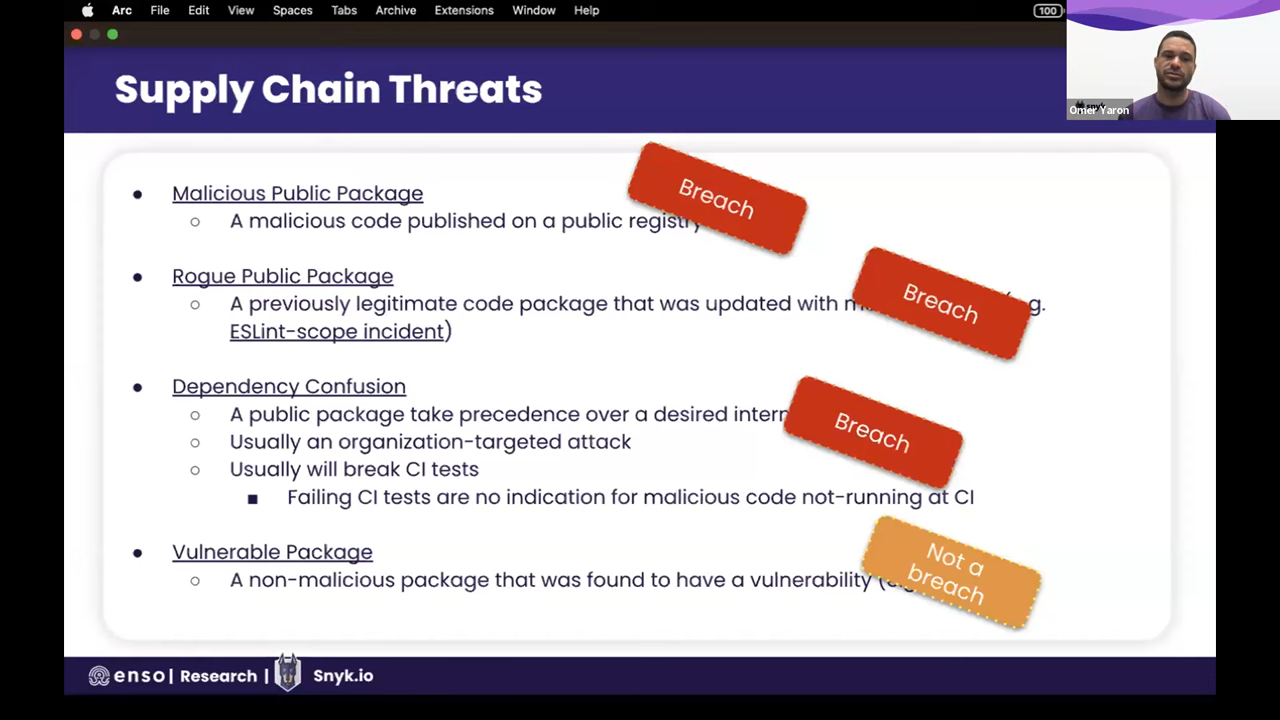 Arc File Edit View Spaces Tabs Archive Extensions Window Help
100
Omer Yaron
Supply Chain Threats
Malicious Public Package
A malicious code published on a public registry
Breach
Rogue Public Package
A previously legitimate code package that was updated with
ESLint-scope incident)
Breach
Dependency Confusion
A public package take precedence over a desired
Usually an organization-targeted attack
Usually will break CI tests
Failing CI tests are no indication for malicious code not-running at CI
Breach
Vulnerable Package
A non-malicious package that was found to have a vulnerability
Not a
breach
enso | Research | Snyk.io